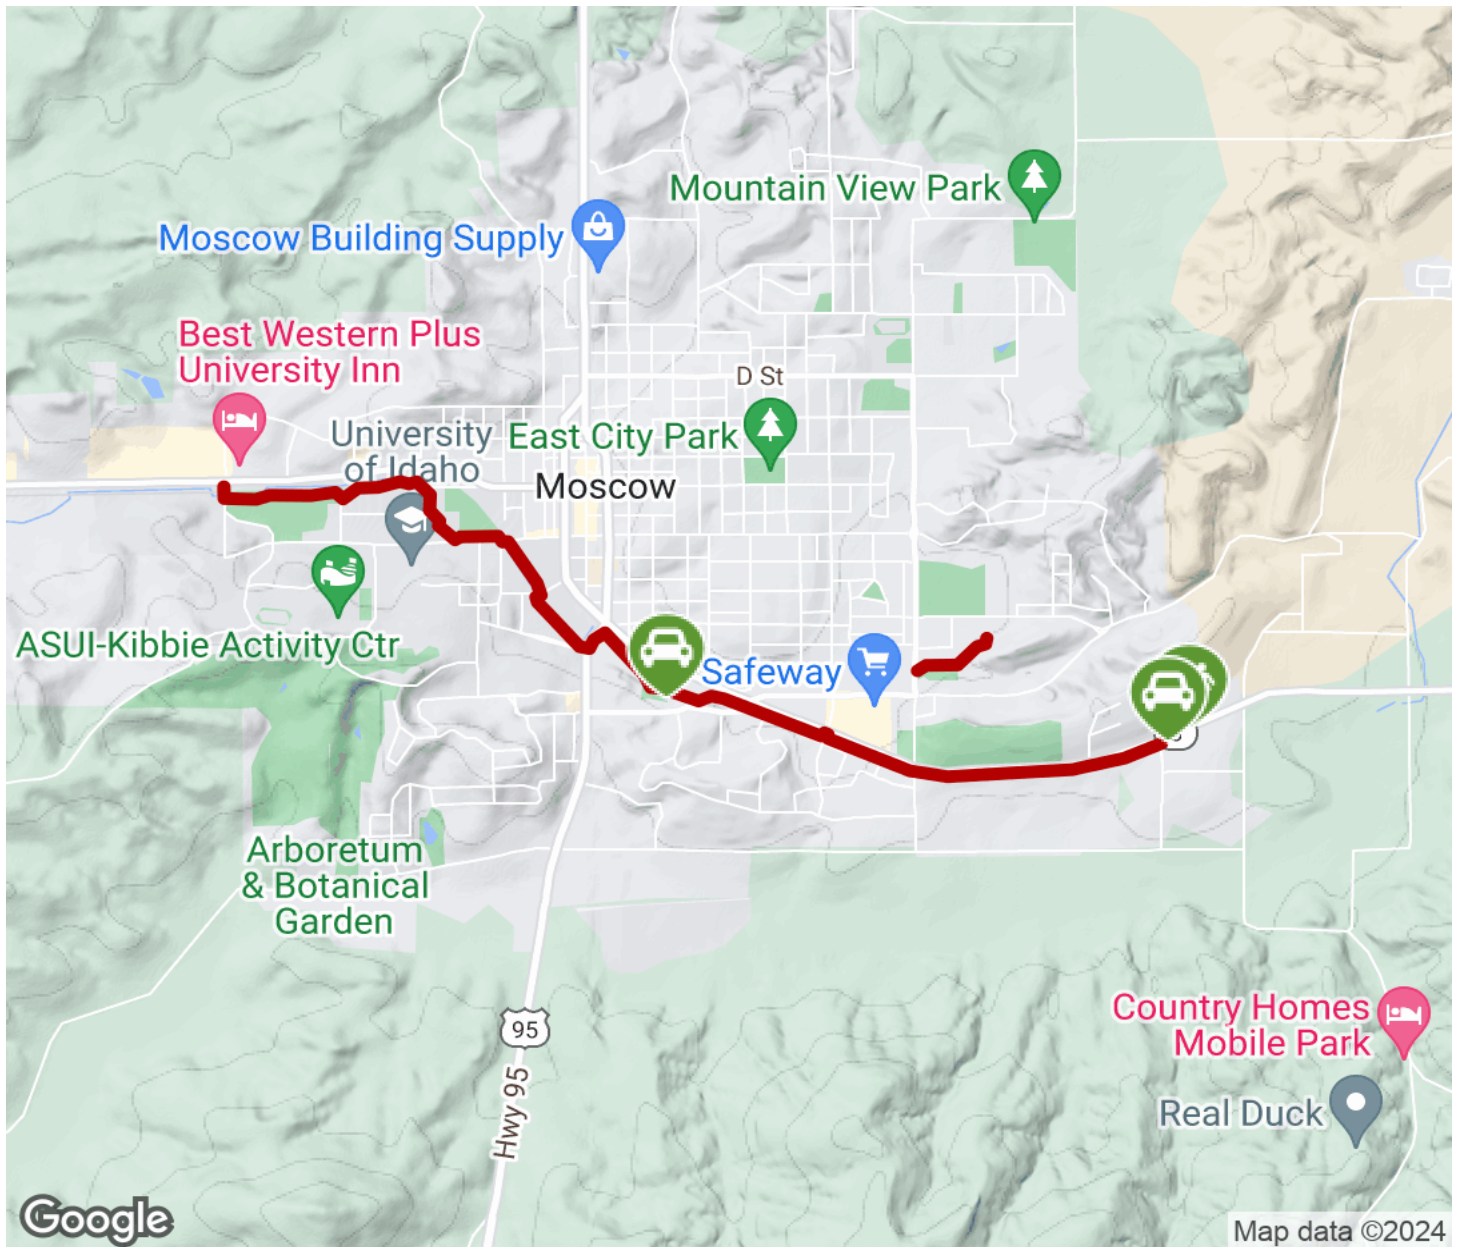 Mountain View Park
Moscow Building Supply
Best Western Plus
University Inn
D St
University
of Idaho
East City Park
Moscow
ASUI-Kibbie Activity Ctr
Safeway
Arboretum
& Botanical
Garden
95
Hwy 95
Country Homes
Mobile Park
Real Duck
Google
Map data ©2024